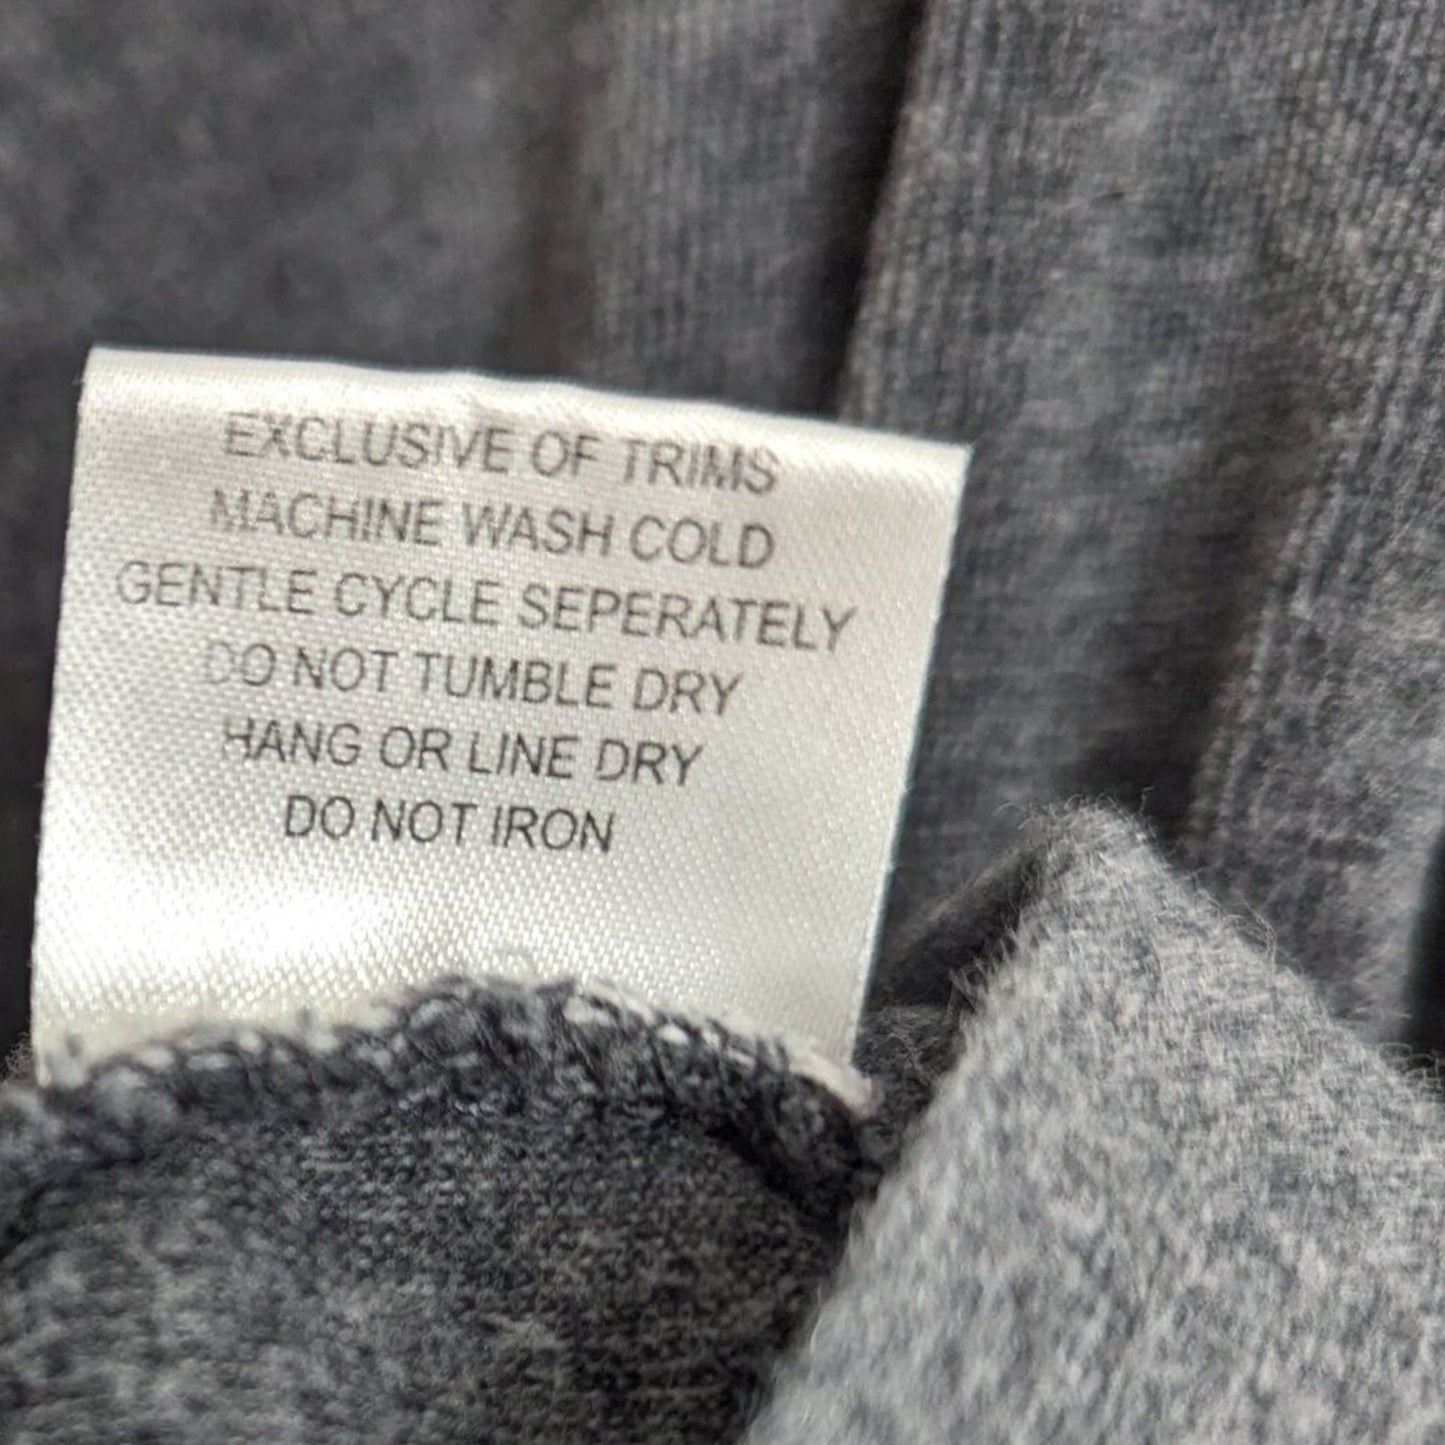 EXCLUSIVE OF TRIMS
MACHINE WASH COLD
GENTLE CYCLE SEPERATELY
DO NOT TUMBLE DRY
HANG OR LINE DRY
DO NOT IRON